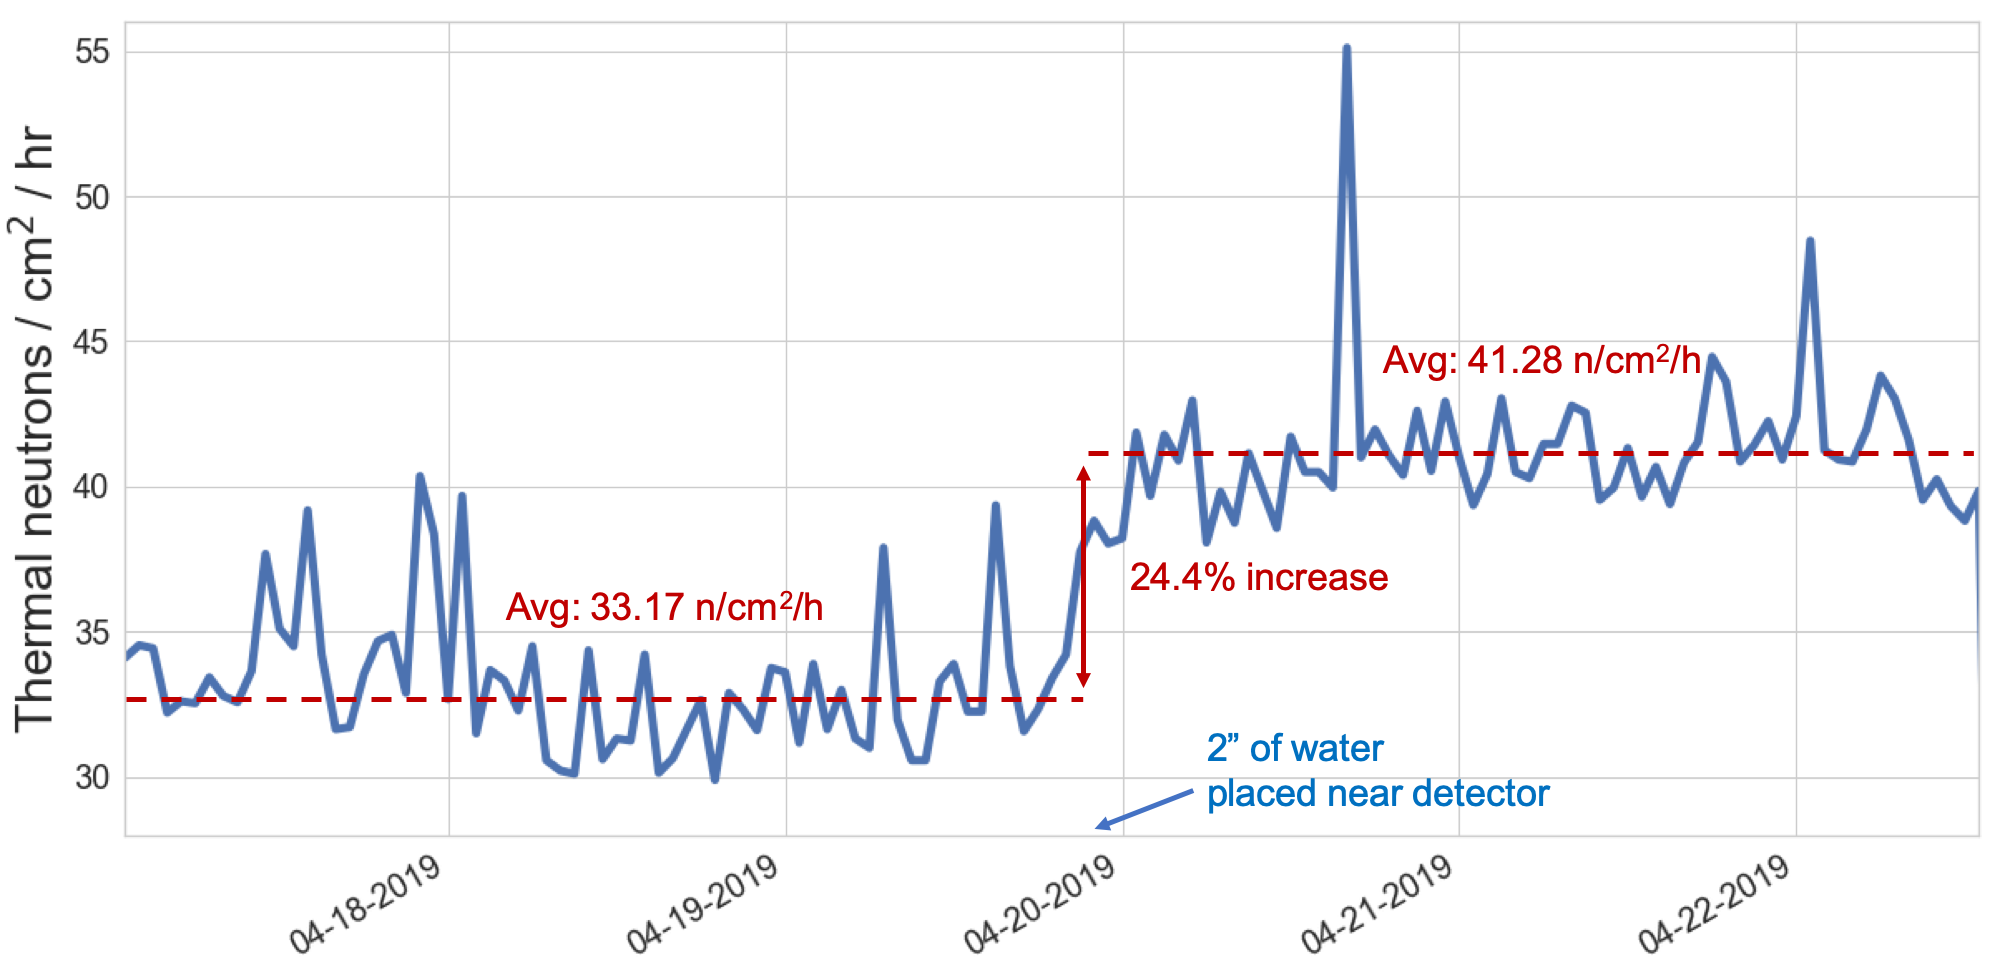 Thermal neutrons / cm² / hr
55
50
45
40
35
30
Avg: 33.17 n/cm²/h
Avg: 41.28 n/cm²/h
24.4% increase
2” of water
placed near detector
04-18-2019
04-19-2019
04-20-2019
04-21-2019
04-22-2019